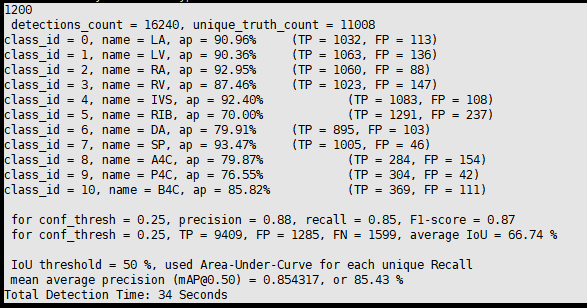 1200
detections_count = 16240, unique_truth_count = 11008
class_id = 0, name = LA, ap = 90.96% (TP = 1032, FP = 113)
class_id = 1, name = LV, ap = 90.36% (TP = 1063, FP = 136)
class_id = 2, name = RA, ap = 92.95% (TP = 1060, FP = 88)
class_id = 3, name = RV, ap = 87.46% (TP = 1023, FP = 147)
class_id = 4, name = IVS, ap = 92.40% (TP = 1083, FP = 108)
class_id = 5, name = RIB, ap = 70.00% (TP = 1291, FP = 237)
class_id = 6, name = DA, ap = 79.91% (TP = 895, FP = 103)
class_id = 7, name = SP, ap = 93.47% (TP = 1005, FP = 46)
class_id = 8, name = A4C, ap = 79.87% (TP = 284, FP = 154)
class_id = 9, name = P4C, ap = 76.55% (TP = 304, FP = 42)
class_id = 10, name = B4C, ap = 85.82% (TP = 369, FP = 111)
for conf_thresh = 0.25, precision = 0.88, recall = 0.85, F1-score = 0.87
for conf_thresh = 0.25, TP = 9409, FP = 1285, FN = 1599, average IoU = 66.74 %
IoU threshold = 50 %, used Area-Under-Curve for each unique Recall
mean average precision (mAP@0.50) = 0.854317, or 85.43 %
Total Detection Time: 34 Seconds